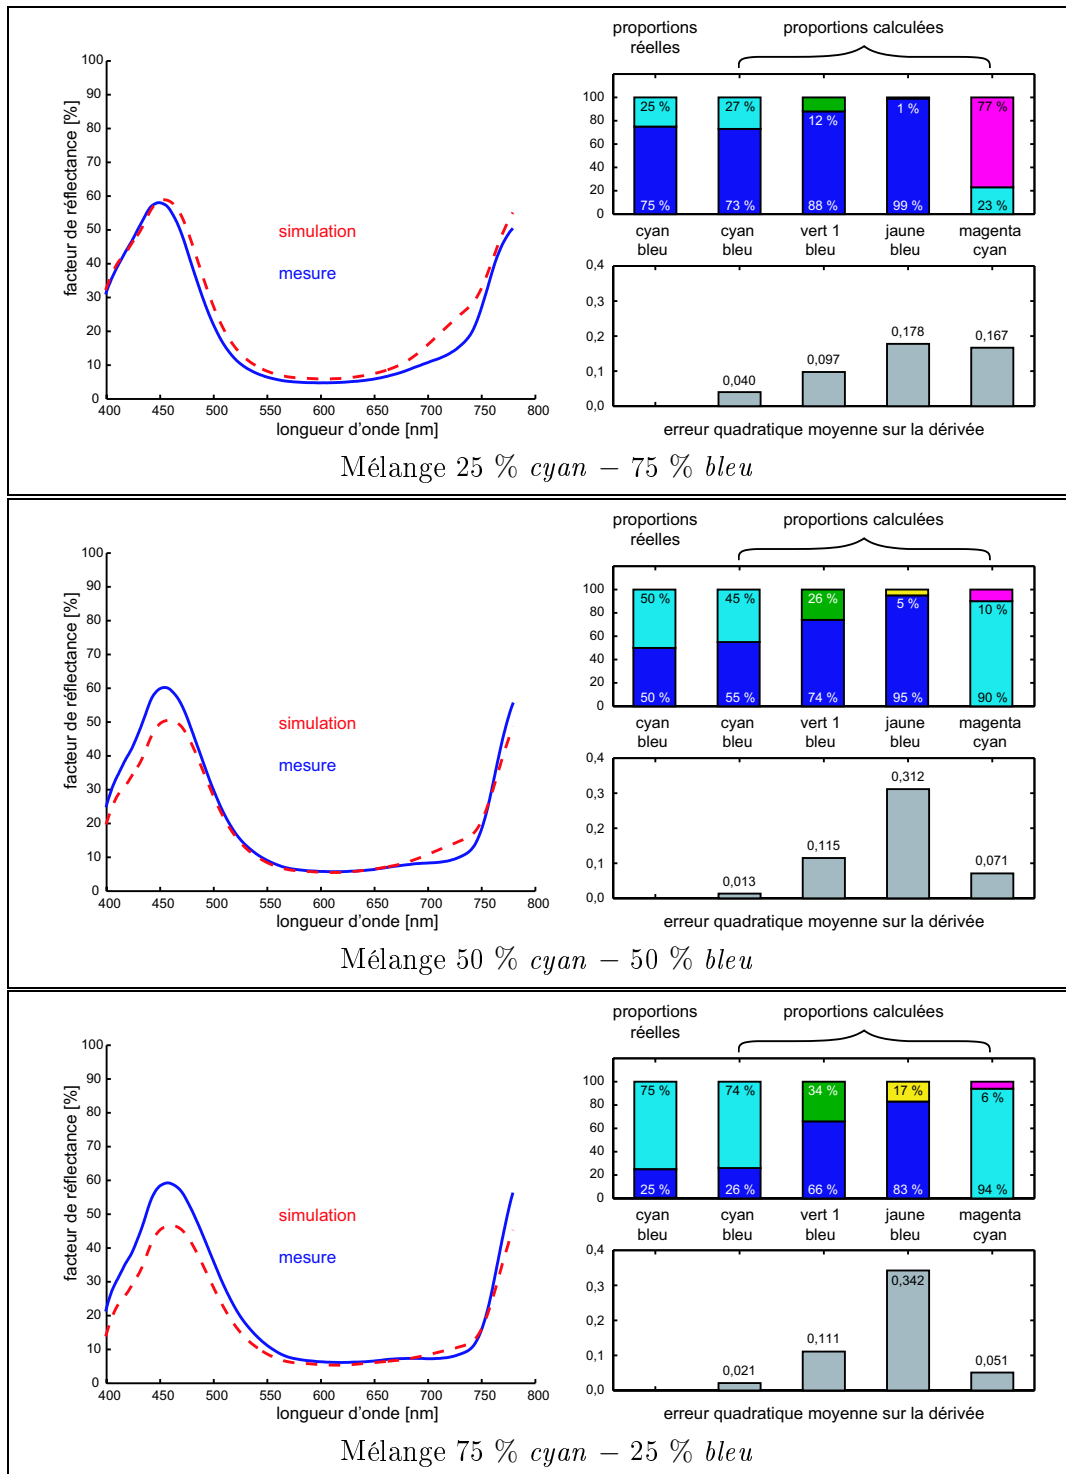 proportions réelles
proportions calculées
facteur de réflectance [%]
100
90
80
70
60
50
40
30
20
10
0
400 450 500 550 600 650 700 750 800
longueur d'onde [nm]
simulation
mesure
100
80
60
40
20
0
25 % 27 % 12 % 1 % 77 %
75 % 73 % 88 % 99 % 23 %
cyan cyan vert 1 jaune magenta
bleu bleu bleu bleu cyan
0,4
0,3
0,2
0,1
0,0
0,040 0,097 0,178 0,167
erreur quadratique moyenne sur la dérivée
Mélange 25 % cyan – 75 % bleu
proportions réelles
proportions calculées
facteur de réflectance [%]
100
90
80
70
60
50
40
30
20
10
0
400 450 500 550 600 650 700 750 800
longueur d'onde [nm]
simulation
mesure
100
80
60
40
20
0
50 % 45 % 26 % 5 % 10 %
50 % 55 % 74 % 95 % 90 %
cyan cyan vert 1 jaune magenta
bleu bleu bleu bleu cyan
0,4
0,3
0,2
0,1
0,0
0,013 0,115 0,312 0,071
erreur quadratique moyenne sur la dérivée
Mélange 50 % cyan – 50 % bleu
proportions réelles
proportions calculées
facteur de réflectance [%]
100
90
80
70
60
50
40
30
20
10
0
400 450 500 550 600 650 700 750 800
longueur d'onde [nm]
simulation
mesure
100
80
60
40
20
0
75 % 74 % 34 % 17 % 6 %
25 % 26 % 66 % 83 % 94 %
cyan cyan vert 1 jaune magenta
bleu bleu bleu bleu cyan
0,4
0,3
0,2
0,1
0,0
0,021 0,111 0,342 0,051
erreur quadratique moyenne sur la dérivée
Mélange 75 % cyan – 25 % bleu